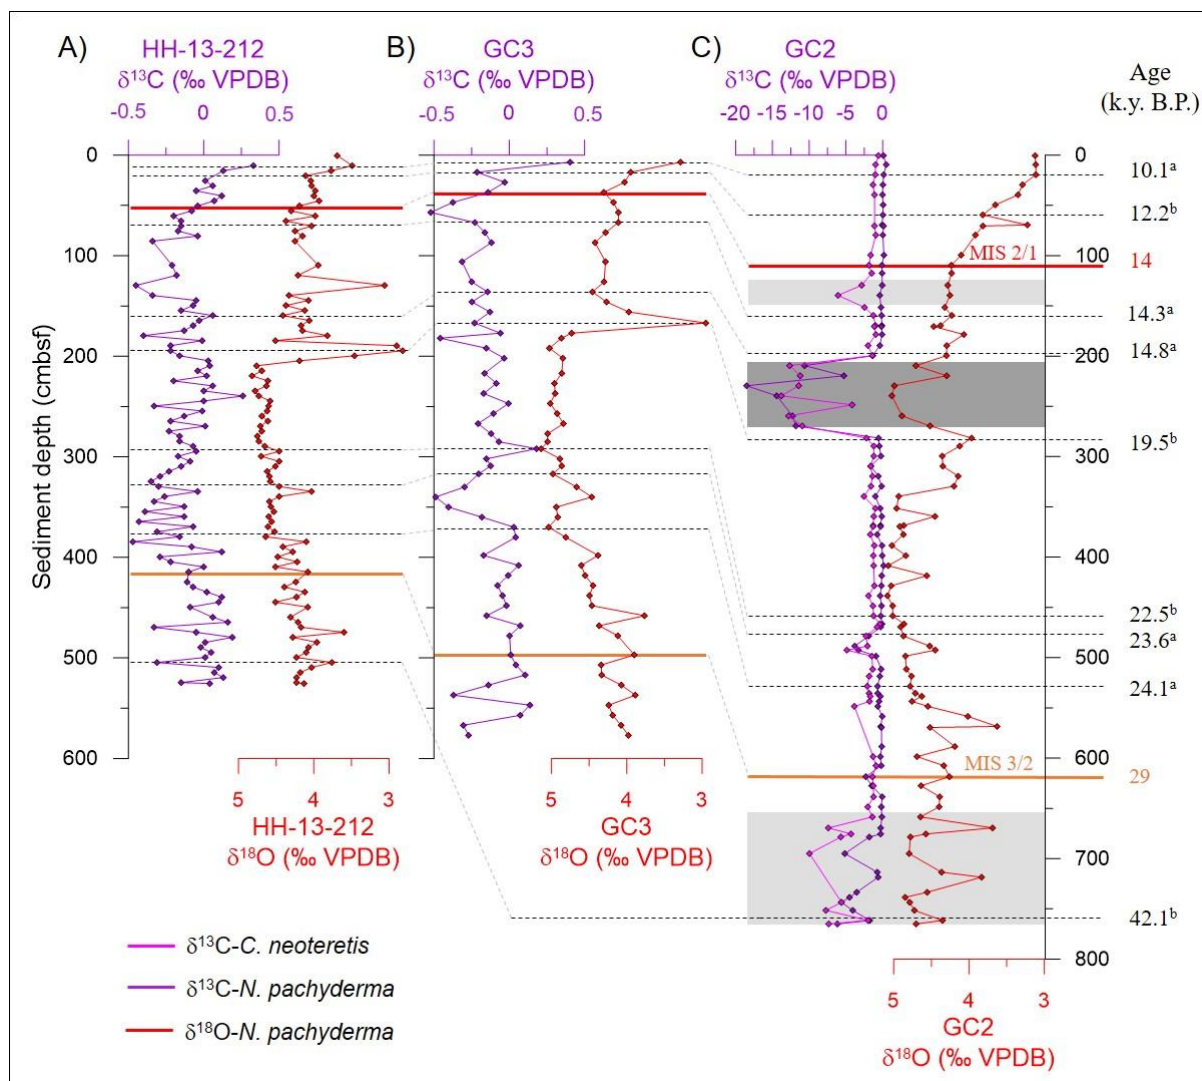 A)
HH-13-212
δ13C (‰ VPDB)
-0.5 0 0.5
B)
GC3
δ13C (‰ VPDB)
-0.5 0 0.5
C)
GC2
δ13C (‰ VPDB)
-20 -15 -10 -5 0
Age
(k.y. B.P.)
Sediment depth (cmbsf)
0
100
200
300
400
500
600
0
100
200
300
400
500
600
700
800
10.1a
12.2b
MIS 2/1
14
14.3a
14.8a
19.5b
22.5b
23.6a
24.1a
MIS 3/2
29
42.1b
5 4 3
HH-13-212
δ18O (‰ VPDB)
5 4 3
GC3
δ18O (‰ VPDB)
5 4 3
GC2
δ18O (‰ VPDB)
δ13C-C. neoteretis
δ13C-N. pachyderma
δ18O-N. pachyderma